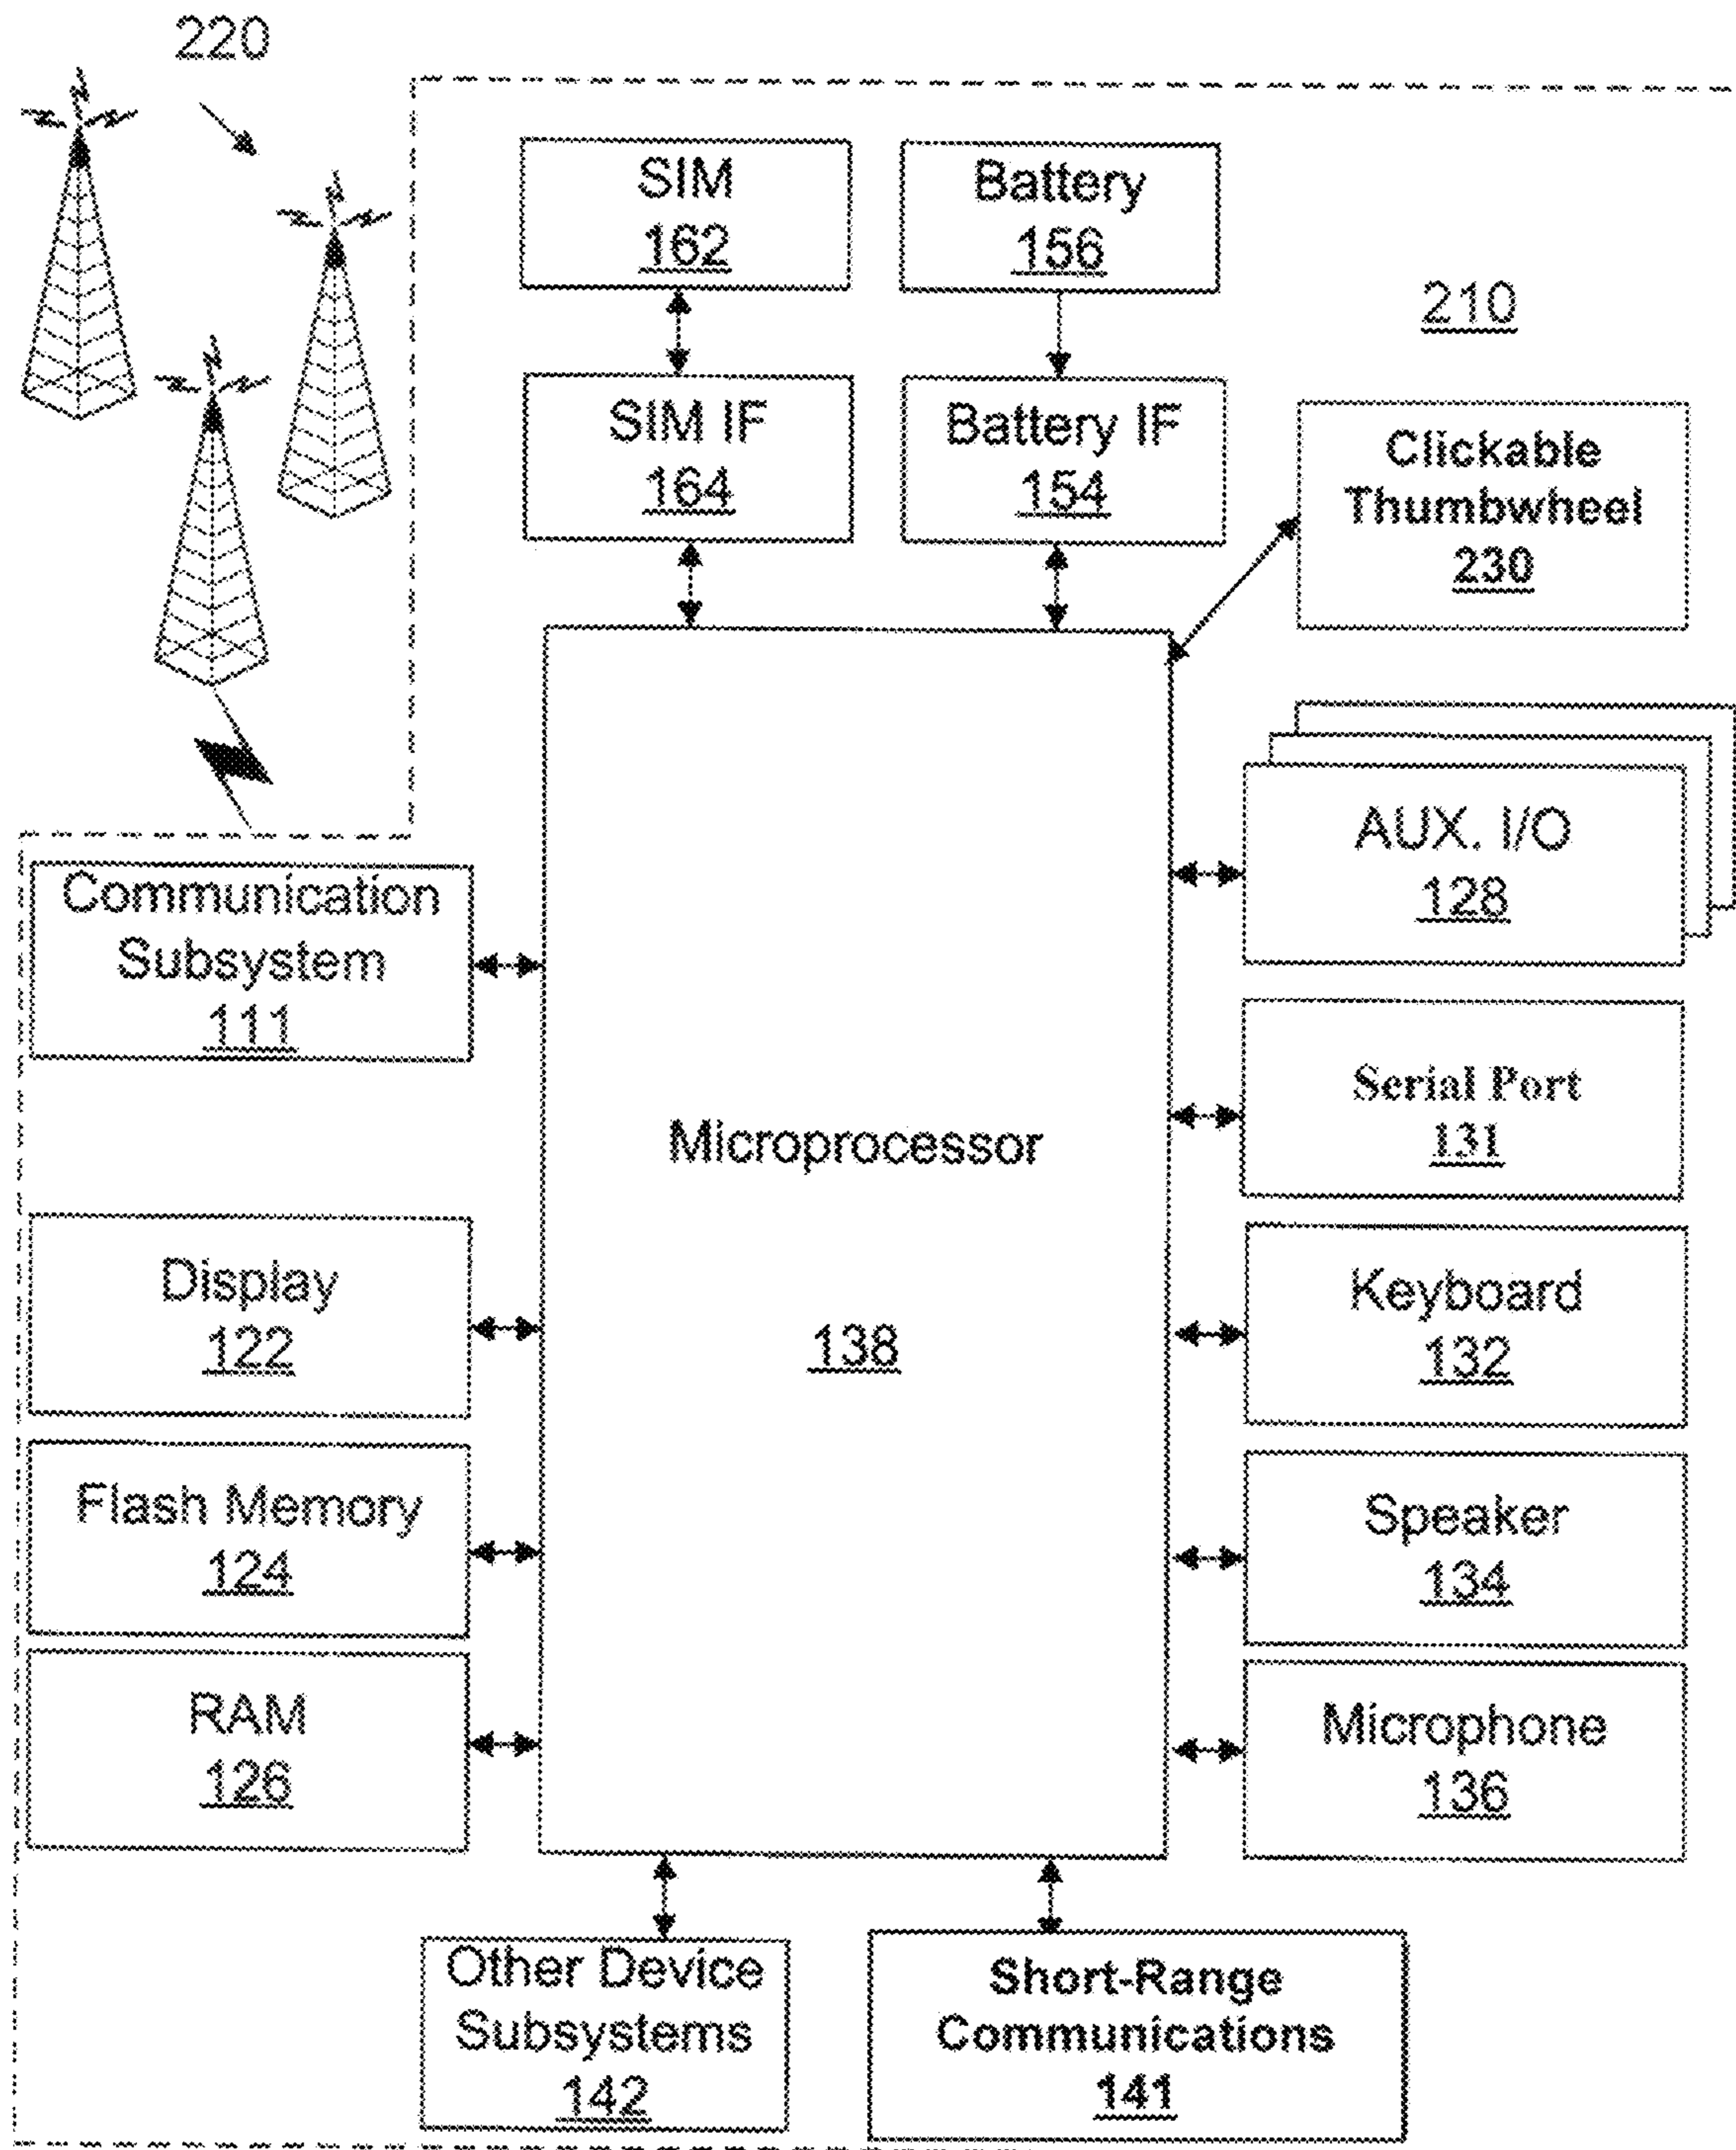 220
SIM
162
Battery
156
210
SIM IF
164
Battery IF
154
Clickable
Thumbwheel
230
AUX. I/O
128
Communication
Subsystem
111
Serial Port
131
Microprocessor
138
Display
122
Keyboard
132
Flash Memory
124
Speaker
134
RAM
126
Microphone
136
Other Device
Subsystems
142
Short-Range
Communications
141